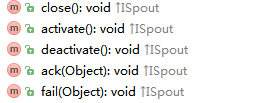 m close(): void ↑ISpout
m activate(): void ↑ISpout
m deactivate(): void ↑ISpout
m ack(Object): void ↑ISpout
m fail(Object): void ↑ISpout